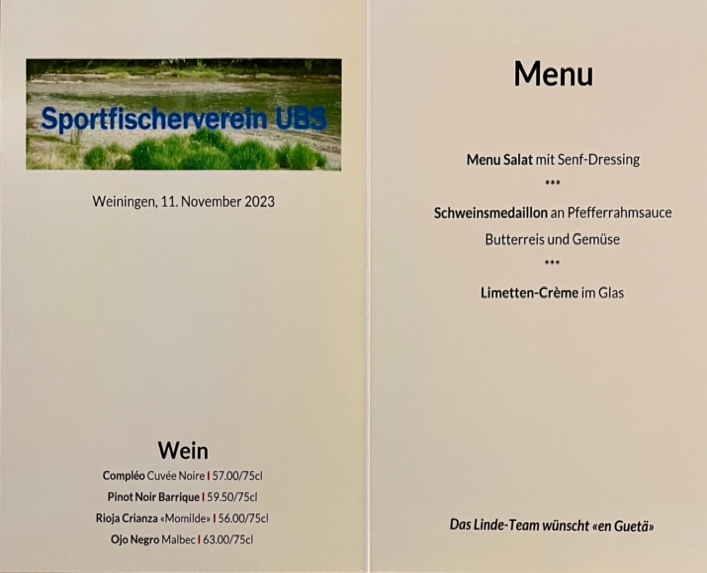 Sportfischerverein UBS
Weiningen, 11. November 2023
Wein
Compléo Cuvée Noire I 57.00/75cl
Pinot Noir Barrique I 59.50/75cl
Rioja Crianza «Momilde» I 56.00/75cl
Ojo Negro Malbec I 63.00/75cl
Menu
Menu Salat mit Senf-Dressing
***
Schweinsmedaillon an Pfefferrahmsauce
Butterreis und Gemüse
***
Limetten-Crème im Glas
Das Linde-Team wünscht «en Guetä»